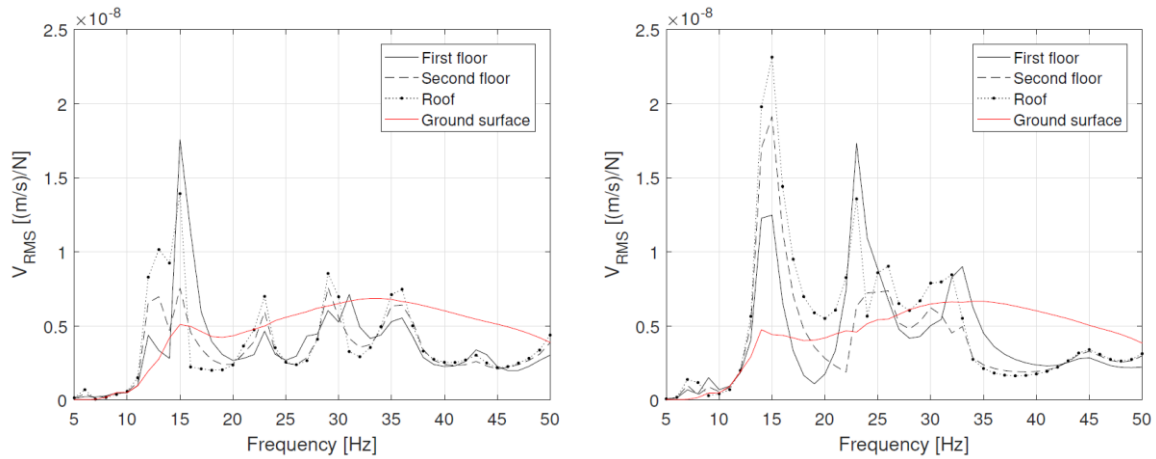 ×10⁻⁸
2.5
2
1.5
1
0.5
0
V_RMS [(m/s)/N]
5 10 15 20 25 30 35 40 45 50
Frequency [Hz]
First floor
Second floor
Roof
Ground surface
×10⁻⁸
2.5
2
1.5
1
0.5
0
V_RMS [(m/s)/N]
5 10 15 20 25 30 35 40 45 50
Frequency [Hz]
First floor
Second floor
Roof
Ground surface